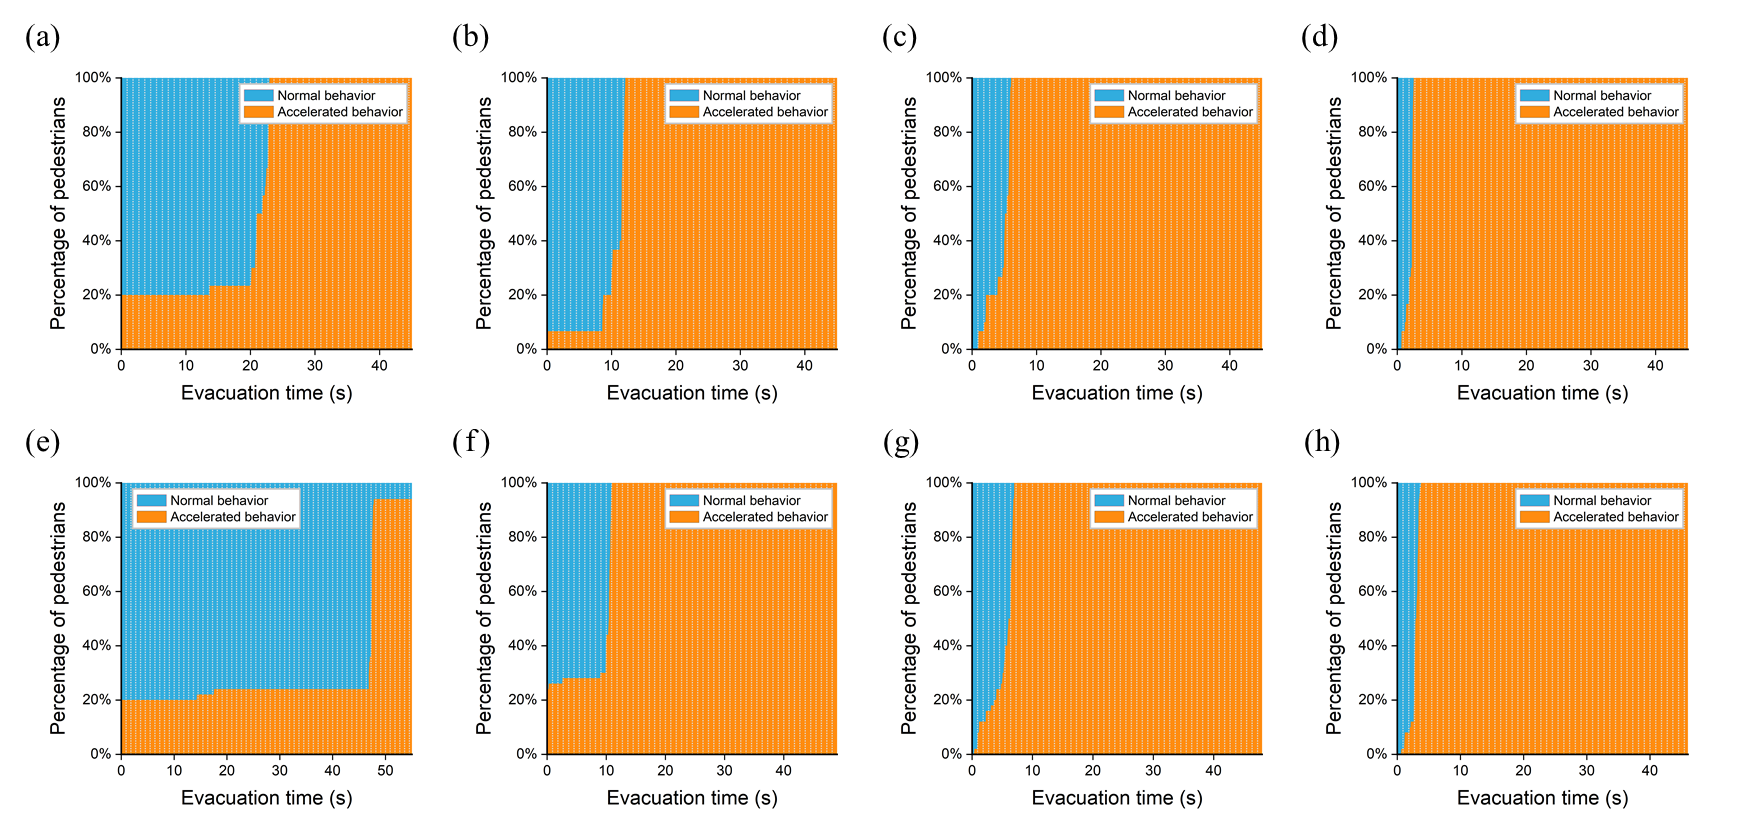 (a)
Percentage of pedestrians
100%
80%
60%
40%
20%
0%
Normal behavior
Accelerated behavior
0 10 20 30 40
Evacuation time (s)
(b)
Percentage of pedestrians
100%
80%
60%
40%
20%
0%
Normal behavior
Accelerated behavior
0 10 20 30 40
Evacuation time (s)
(c)
Percentage of pedestrians
100%
80%
60%
40%
20%
0%
Normal behavior
Accelerated behavior
0 10 20 30 40
Evacuation time (s)
(d)
Percentage of pedestrians
100%
80%
60%
40%
20%
0%
Normal behavior
Accelerated behavior
0 10 20 30 40
Evacuation time (s)
(e)
Percentage of pedestrians
100%
80%
60%
40%
20%
0%
Normal behavior
Accelerated behavior
0 10 20 30 40 50
Evacuation time (s)
(f)
Percentage of pedestrians
100%
80%
60%
40%
20%
0%
Normal behavior
Accelerated behavior
0 10 20 30 40
Evacuation time (s)
(g)
Percentage of pedestrians
100%
80%
60%
40%
20%
0%
Normal behavior
Accelerated behavior
0 10 20 30 40
Evacuation time (s)
(h)
Percentage of pedestrians
100%
80%
60%
40%
20%
0%
Normal behavior
Accelerated behavior
0 10 20 30 40
Evacuation time (s)